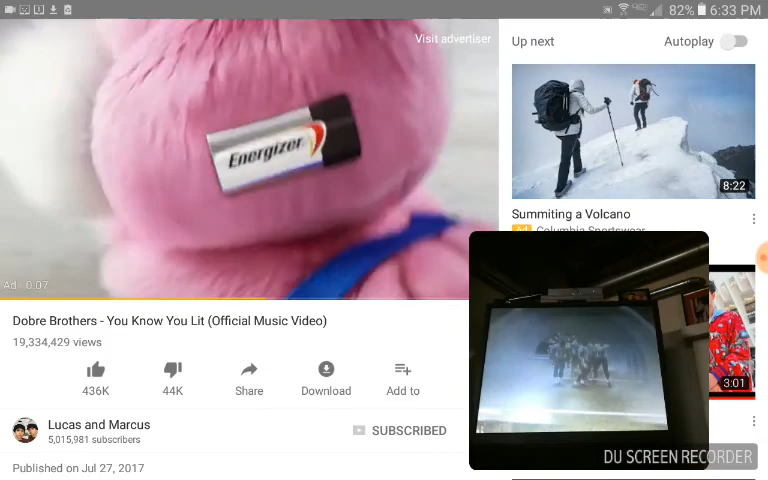 82% 6:33 PM
Visit advertiser
Up next
Autoplay
Energizer
8:22
Summiting a Volcano
Ad Columbia Sportswear
Ad · 0:07
Dobre Brothers - You Know You Lit (Official Music Video)
19,334,429 views
3:01
436K
44K
Share
Download
Add to
Lucas and Marcus
5,015,981 subscribers
SUBSCRIBED
DU SCREEN RECORDER
Published on Jul 27, 2017